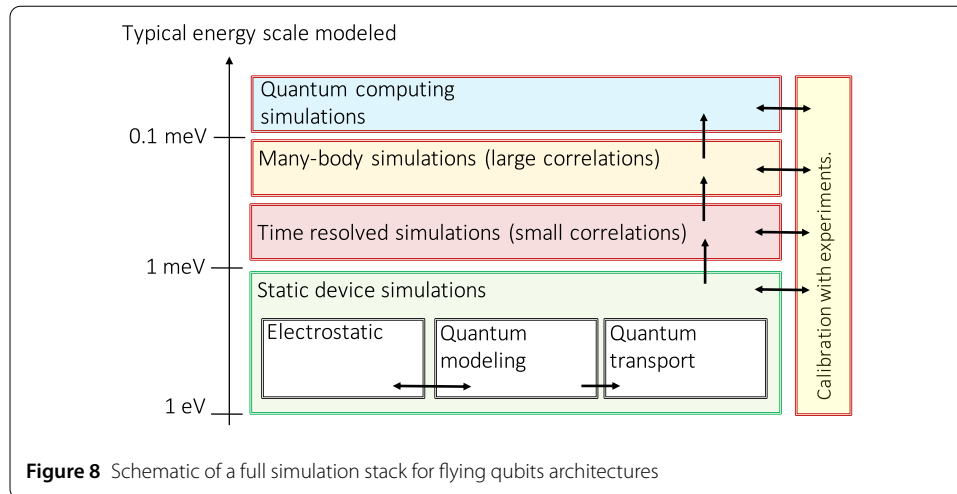 Typical energy scale modeled
Quantum computing
simulations
0.1 meV
Many-body simulations (large correlations)
Time resolved simulations (small correlations)
1 meV
Static device simulations
Electrostatic
Quantum
modeling
Quantum
transport
1 eV
Calibration with experiments.
Figure 8 Schematic of a full simulation stack for flying qubits architectures